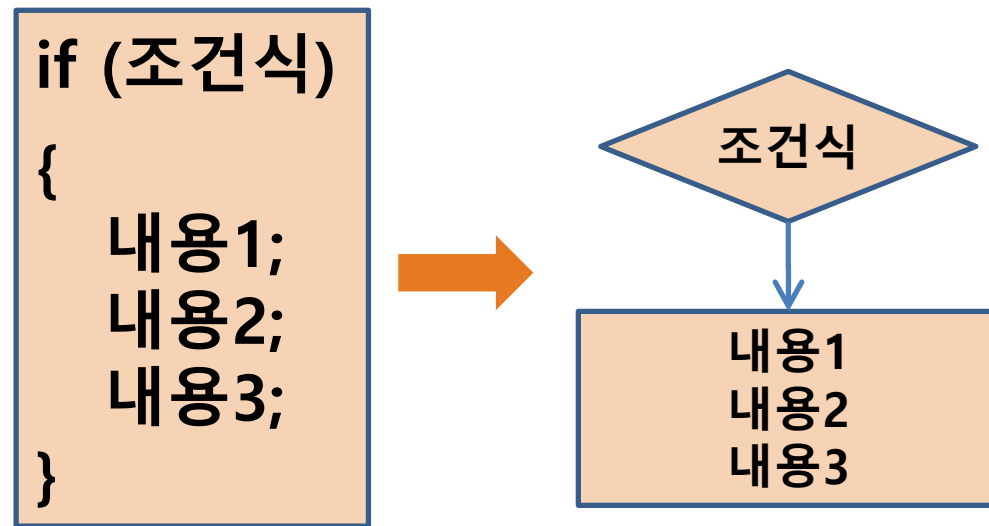 if (조건식)
{
내용1;
내용2;
내용3;
}
조건식
내용1
내용2
내용3